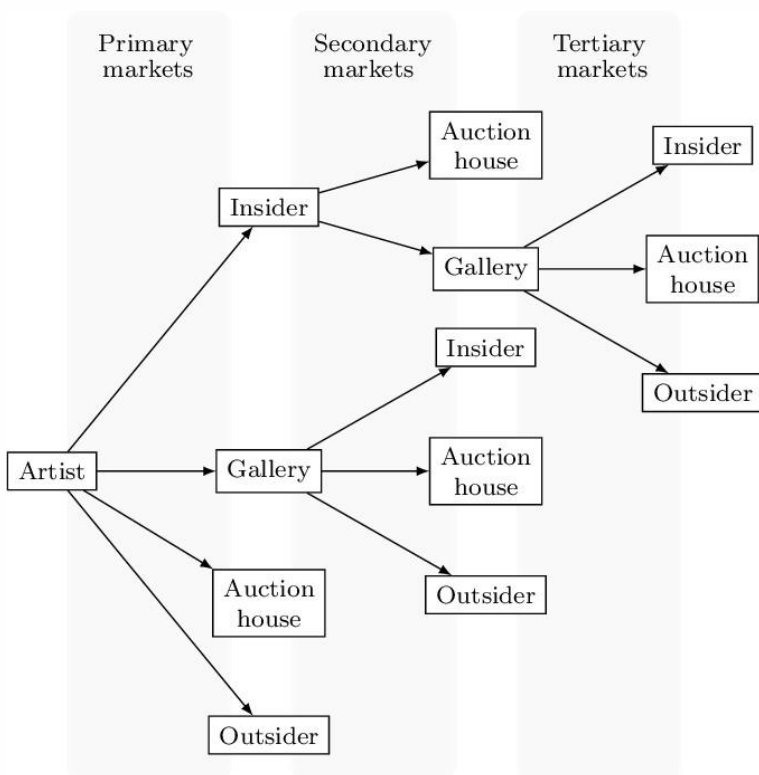 Primary
markets
Secondary
markets
Tertiary
markets
Auction
house
Insider
Insider
Gallery
Auction
house
Insider
Outsider
Artist
Gallery
Auction
house
Auction
house
Outsider
Outsider